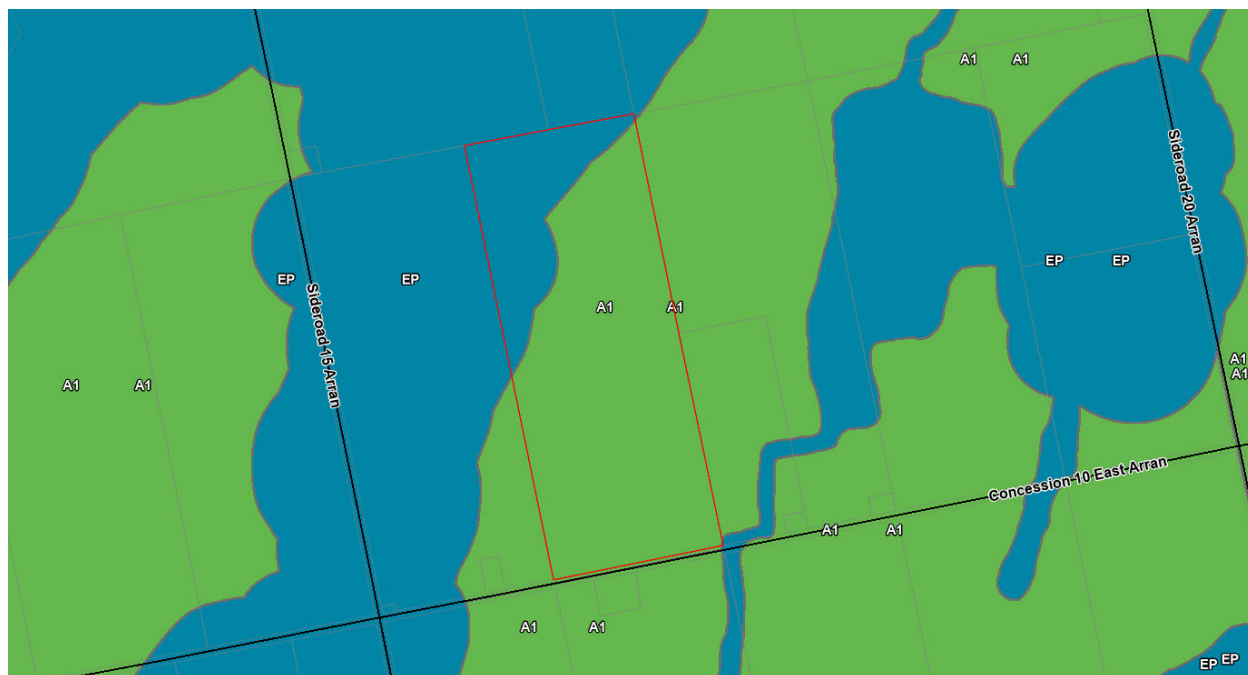 A1 A1
Sideroad 20 Arran
EP EP
EP EP
Sideroad 15 Arran
A1 A1
A1
A1
A1 A1
Concession 10 East Arran
A1 A1
A1 A1
EP EP